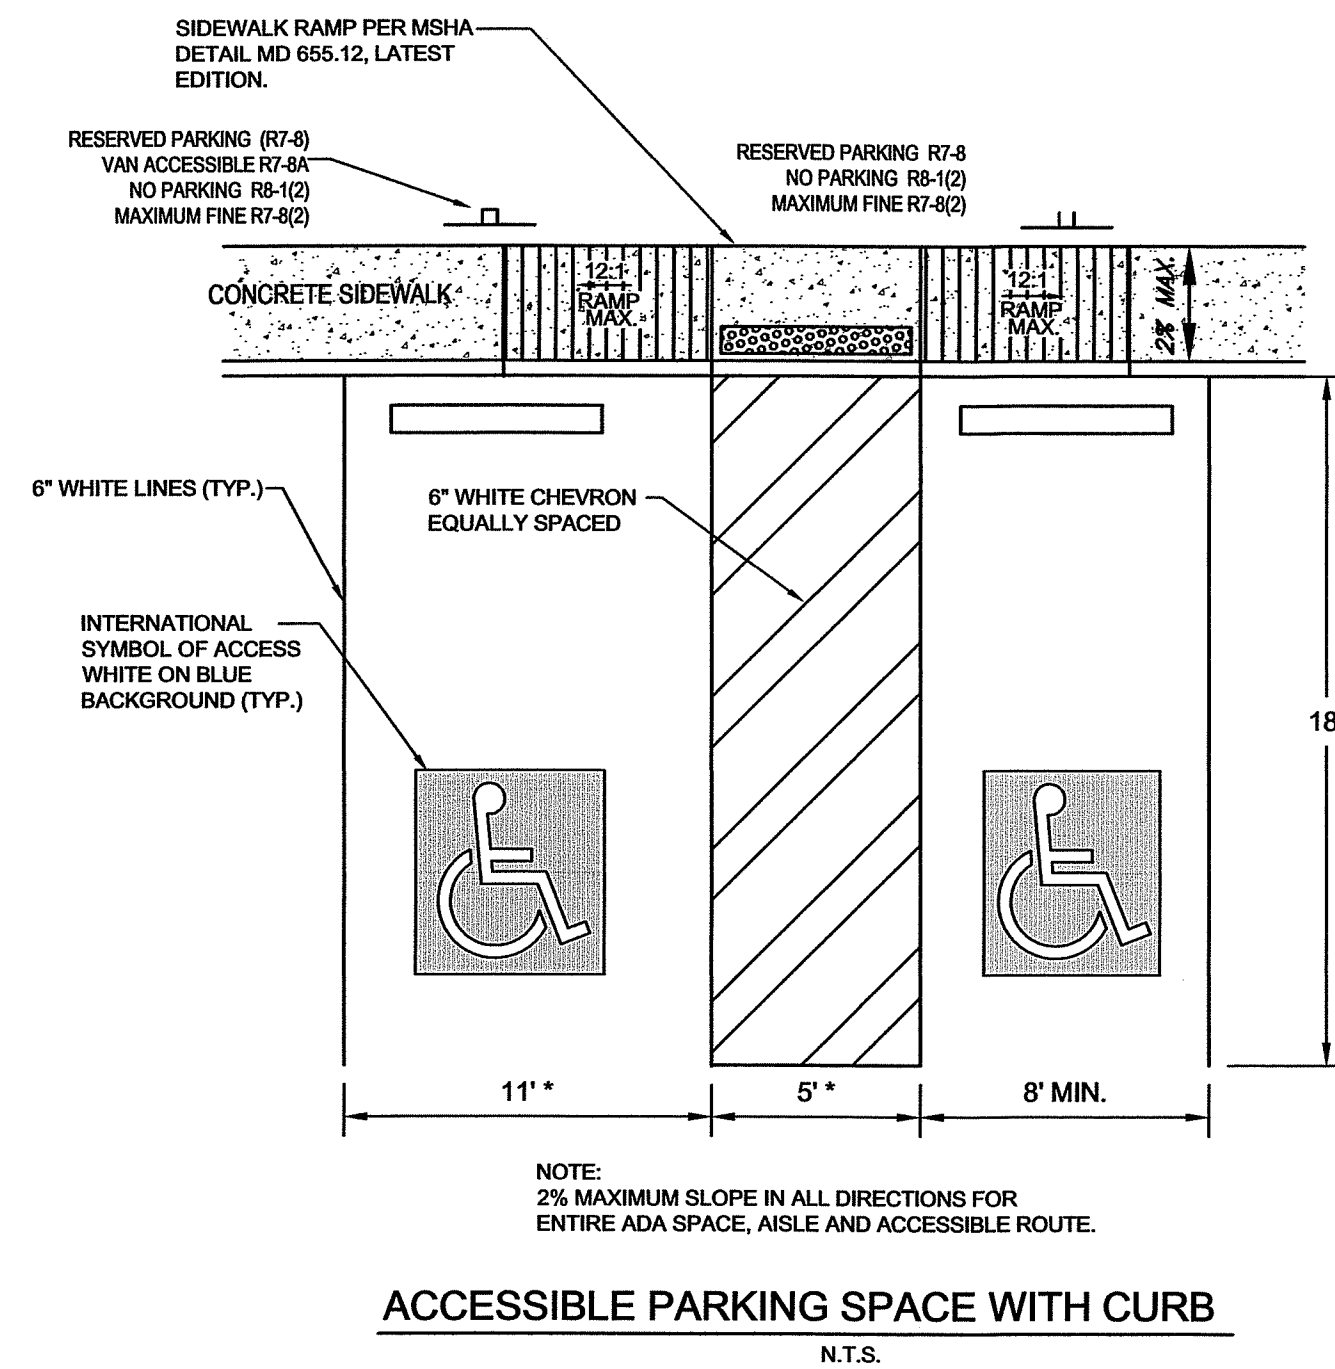 SIDEWALK RAMP PER MSHA
DETAIL MD 655.12, LATEST
EDITION.
RESERVED PARKING (R7-8)
VAN ACCESSIBLE R7-8A
NO PARKING R8-1(2)
MAXIMUM FINE R7-8(2)
RESERVED PARKING R7-8
NO PARKING R8-1(2)
MAXIMUM FINE R7-8(2)
CONCRETE SIDEWALK
12:1
RAMP
MAX.
12:1
RAMP
MAX.
2% MAX.
6" WHITE LINES (TYP.)
6" WHITE CHEVRON
EQUALLY SPACED
INTERNATIONAL
SYMBOL OF ACCESS
WHITE ON BLUE
BACKGROUND (TYP.)
18
11' *
5' *
8' MIN.
NOTE:
2% MAXIMUM SLOPE IN ALL DIRECTIONS FOR
ENTIRE ADA SPACE, AISLE AND ACCESSIBLE ROUTE.
ACCESSIBLE PARKING SPACE WITH CURB
N.T.S.